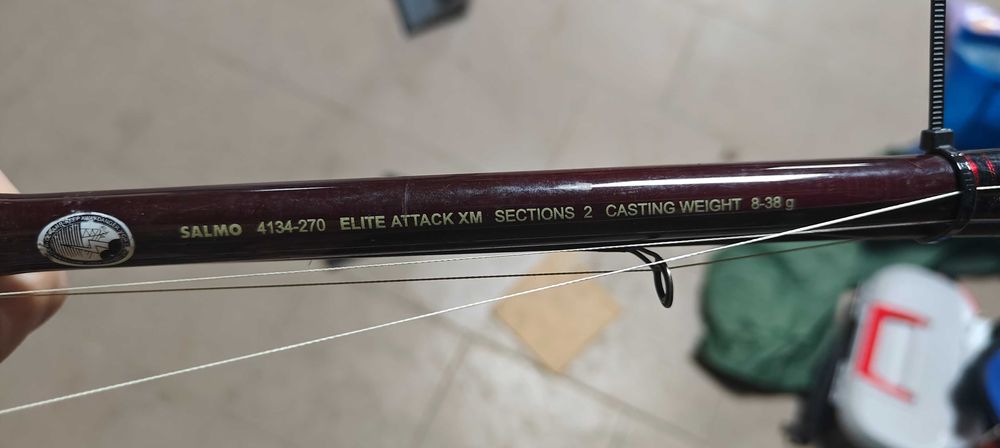 SALMO 4134-270 ELITE ATTACK XM SECTIONS 2 CASTING WEIGHT 8-38 g